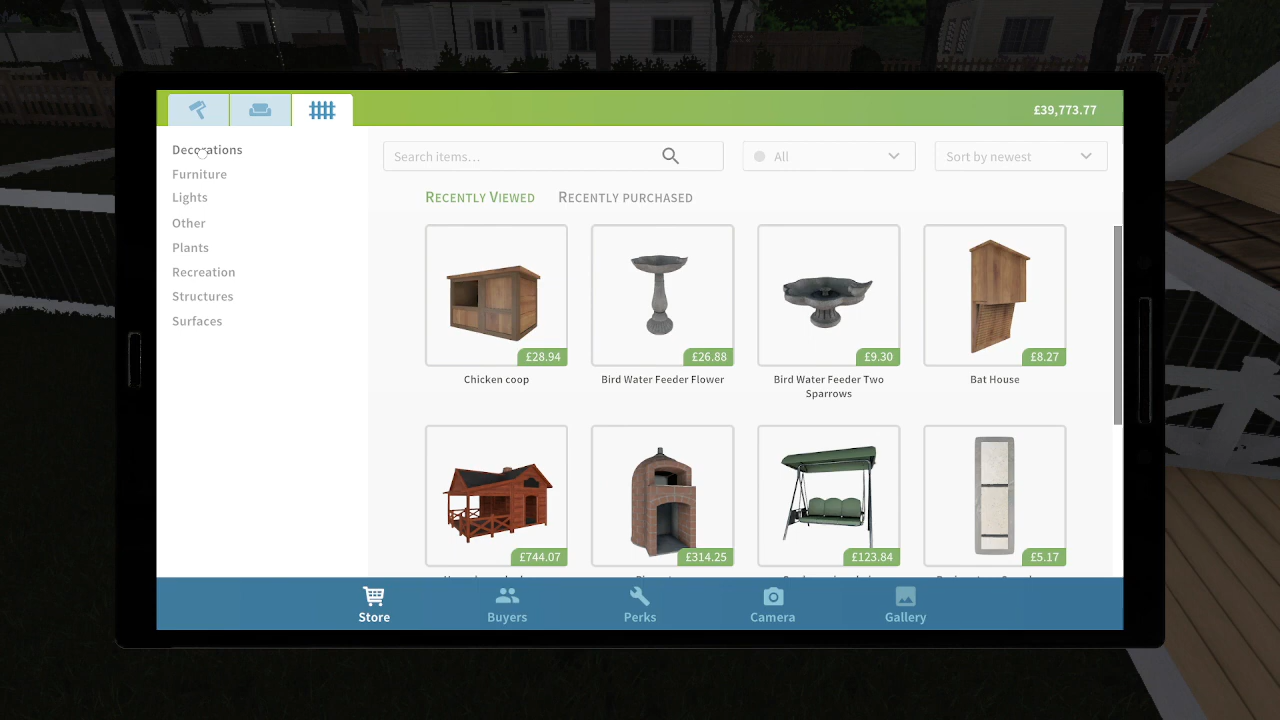 £39,773.77
Decorations
Furniture
Lights
Other
Plants
Recreation
Structures
Surfaces
Search items...
All
Sort by newest
RECENTLY VIEWED
RECENTLY PURCHASED
£28.94
£26.88
£9.30
£8.27
Chicken coop
Bird Water Feeder Flower
Bird Water Feeder Two
Sparrows
Bat House
£744.07
£314.25
£123.84
£5.17
Store
Buyers
Perks
Camera
Gallery